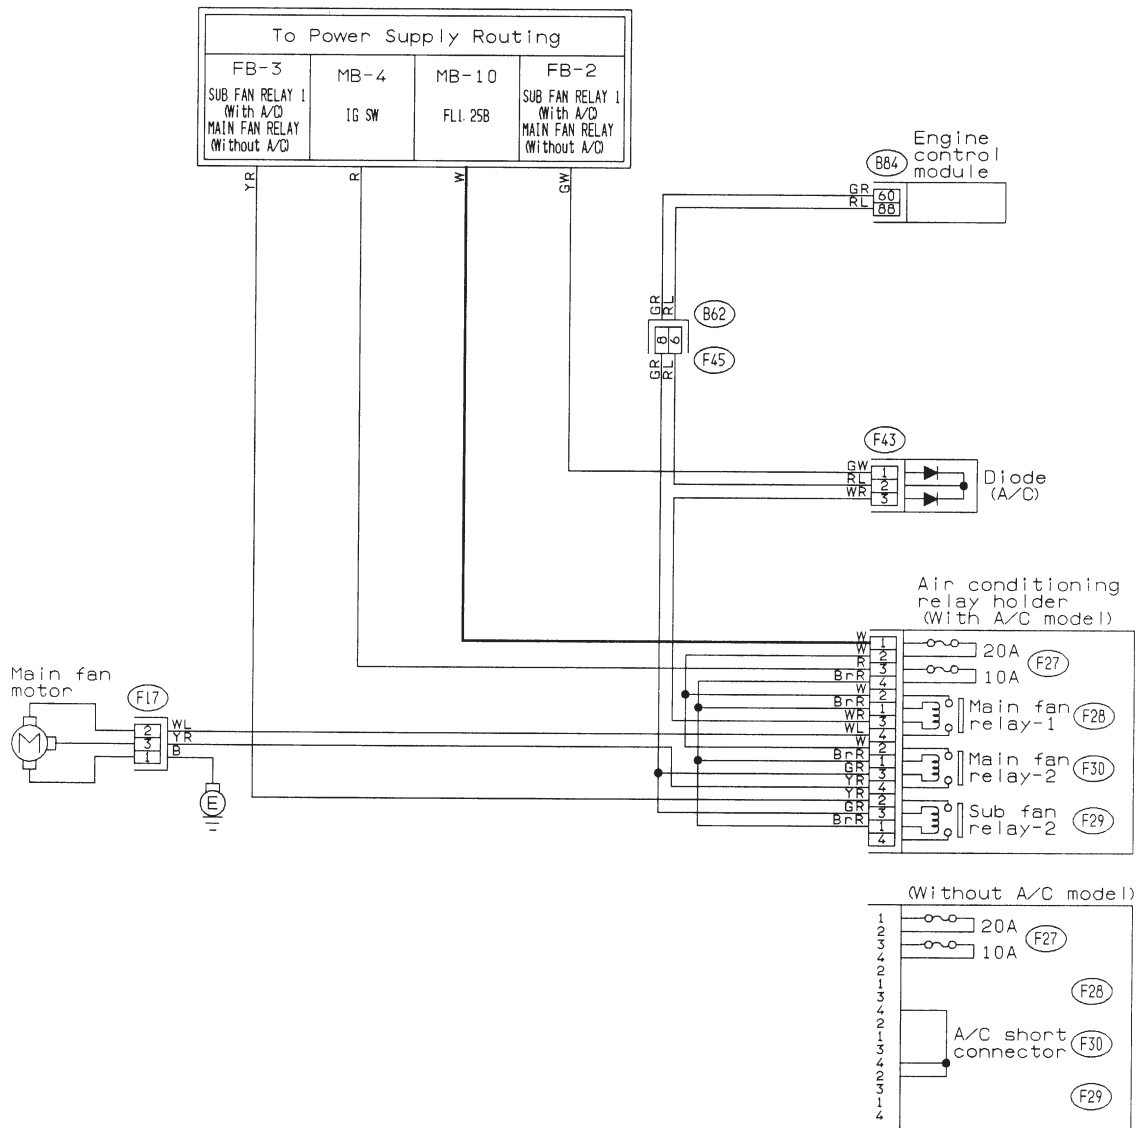 To Power Supply Routing
FB-3
SUB FAN RELAY 1
(With A/C)
MAIN FAN RELAY
(Without A/C)
MB-4
IG SW
MB-10
FL1. 25B
FB-2
SUB FAN RELAY 1
(With A/C)
MAIN FAN RELAY
(Without A/C)
YR
R
W
GW
B84
Engine
control
module
GR
60
RL
88
GR
RL
B62
8
6
F45
GR
RL
F43
GW
1
RL
2
WR
3
Diode
(A/C)
Air conditioning
relay holder
(With A/C model)
W
1
W
2
R
3
BrR
4
20A
10A
F27
W
2
BrR
1
WR
3
WL
4
Main fan
relay-1
F28
W
2
BrR
1
GR
3
YR
4
Main fan
relay-2
F30
YR
2
GR
3
BrR
1
4
Sub fan
relay-2
F29
Main fan
motor
M
F17
2
WL
3
YR
1
B
E
(Without A/C model)
1
2
3
4
20A
10A
F27
2
1
3
4
F28
2
1
3
4
A/C short
connector
F30
2
3
1
4
F29